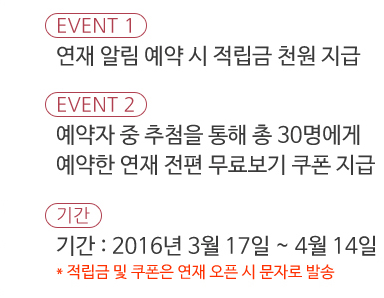 EVENT 1
연재 알림 예약 시 적립금 천원 지급
EVENT 2
예약자 중 추첨을 통해 총 30명에게
예약한 연재 전편 무료보기 쿠폰 지급
기간
기간 : 2016년 3월 17일 ~ 4월 14일
* 적립금 및 쿠폰은 연재 오픈 시 문자로 발송